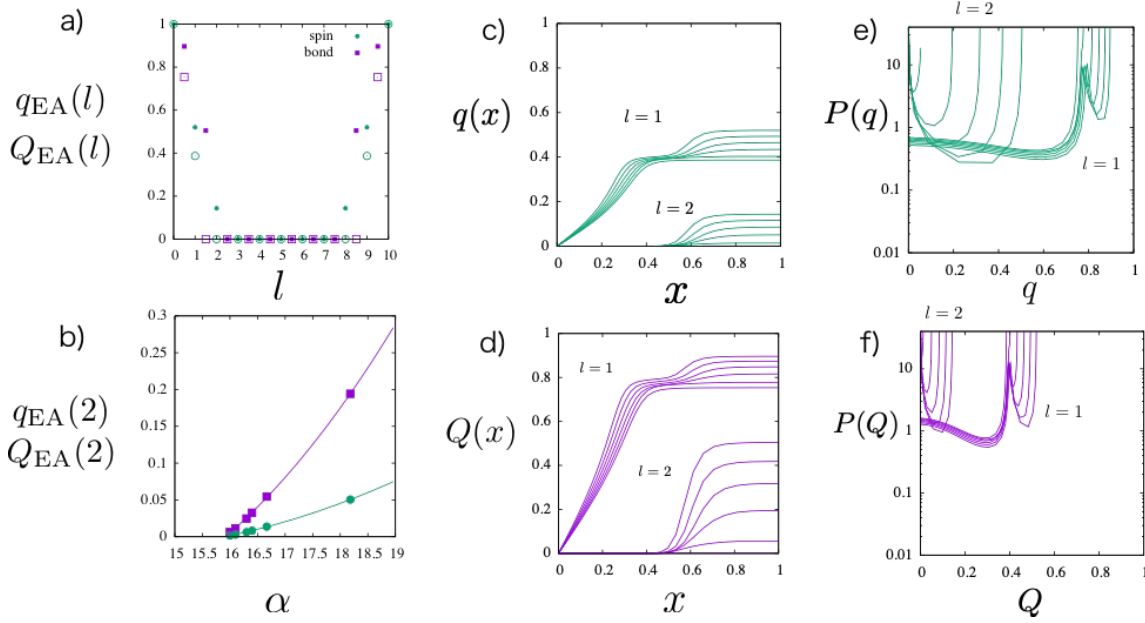 a)
spin
bond
q_EA(l)
Q_EA(l)
1
0.8
0.6
0.4
0.2
0
0 1 2 3 4 5 6 7 8 9 10
l
b)
q_EA(2)
Q_EA(2)
0.3
0.25
0.2
0.15
0.1
0.05
0
15 15.5 16 16.5 17 17.5 18 18.5 19
α
c)
q(x)
1
0.8
0.6
0.4
0.2
0
l = 1
l = 2
0 0.2 0.4 0.6 0.8 1
x
d)
Q(x)
1
0.8
0.6
0.4
0.2
0
l = 1
l = 2
0 0.2 0.4 0.6 0.8 1
x
l = 2
e)
P(q)
10
1
0.1
0.01
l = 1
0 0.2 0.4 0.6 0.8 1
q
l = 2
f)
P(Q)
10
1
0.1
0.01
l = 1
0 0.2 0.4 0.6 0.8 1
Q